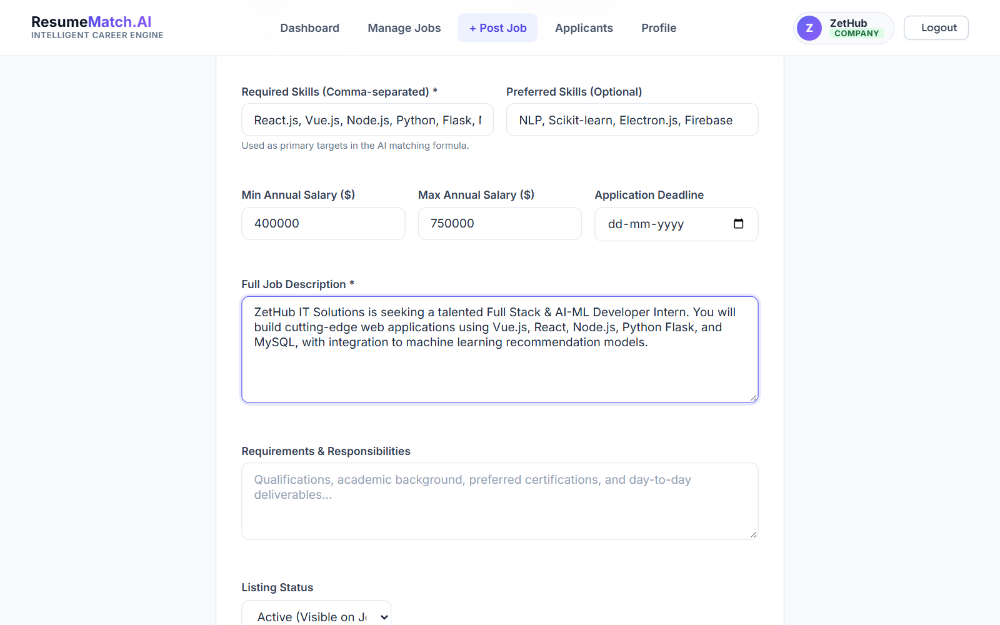 ResumeMatch.AI
INTELLIGENT CAREER ENGINE
Dashboard
Manage Jobs
+ Post Job
Applicants
Profile
Z
ZetHub
COMPANY
Logout
Required Skills (Comma-separated) *
Preferred Skills (Optional)
React.js, Vue.js, Node.js, Python, Flask,
NLP, Scikit-learn, Electron.js, Firebase
Used as primary targets in the AI matching formula.
Min Annual Salary ($)
Max Annual Salary ($)
Application Deadline
400000
750000
dd-mm-yyyy
Full Job Description *
ZetHub IT Solutions is seeking a talented Full Stack & AI-ML Developer Intern. You will
build cutting-edge web applications using Vue.js, React, Node.js, Python Flask, and
MySQL, with integration to machine learning recommendation models.
Requirements & Responsibilities
Qualifications, academic background, preferred certifications, and day-to-day
deliverables...
Listing Status
Active (Visible on